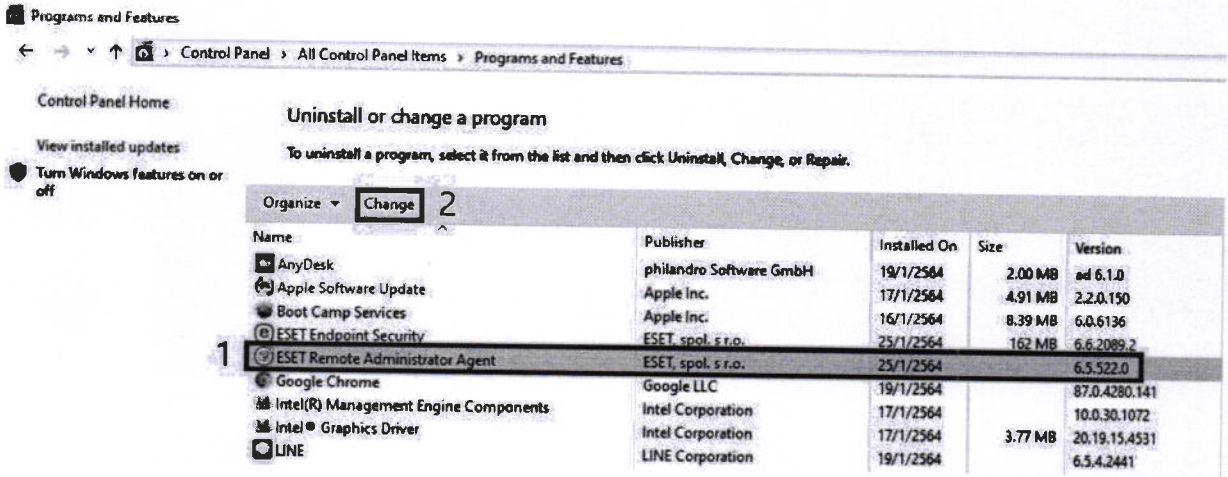 Programs and Features
Control Panel > All Control Panel Items > Programs and Features
Control Panel Home
View installed updates
Turn Windows features on or off
Uninstall or change a program
To uninstall a program, select it from the list and then click Uninstall, Change, or Repair.
Organize Change 2
Name Publisher Installed On Size Version
AnyDesk philandro Software GmbH 19/1/2564 2.00 MB ad 6.1.0
Apple Software Update Apple Inc. 17/1/2564 4.91 MB 2.2.0.150
Boot Camp Services Apple Inc. 16/1/2564 8.39 MB 6.0.6136
ESET Endpoint Security ESET, spol. s r.o. 25/1/2564 162 MB 6.6.2089.2
1 ESET Remote Administrator Agent ESET, spol. s r.o. 25/1/2564 6.5.522.0
Google Chrome Google LLC 19/1/2564 87.0.4280.141
Intel(R) Management Engine Components Intel Corporation 17/1/2564 10.0.30.1072
Intel® Graphics Driver Intel Corporation 17/1/2564 3.77 MB 20.19.15.4531
LINE LINE Corporation 19/1/2564 6.5.4.2441